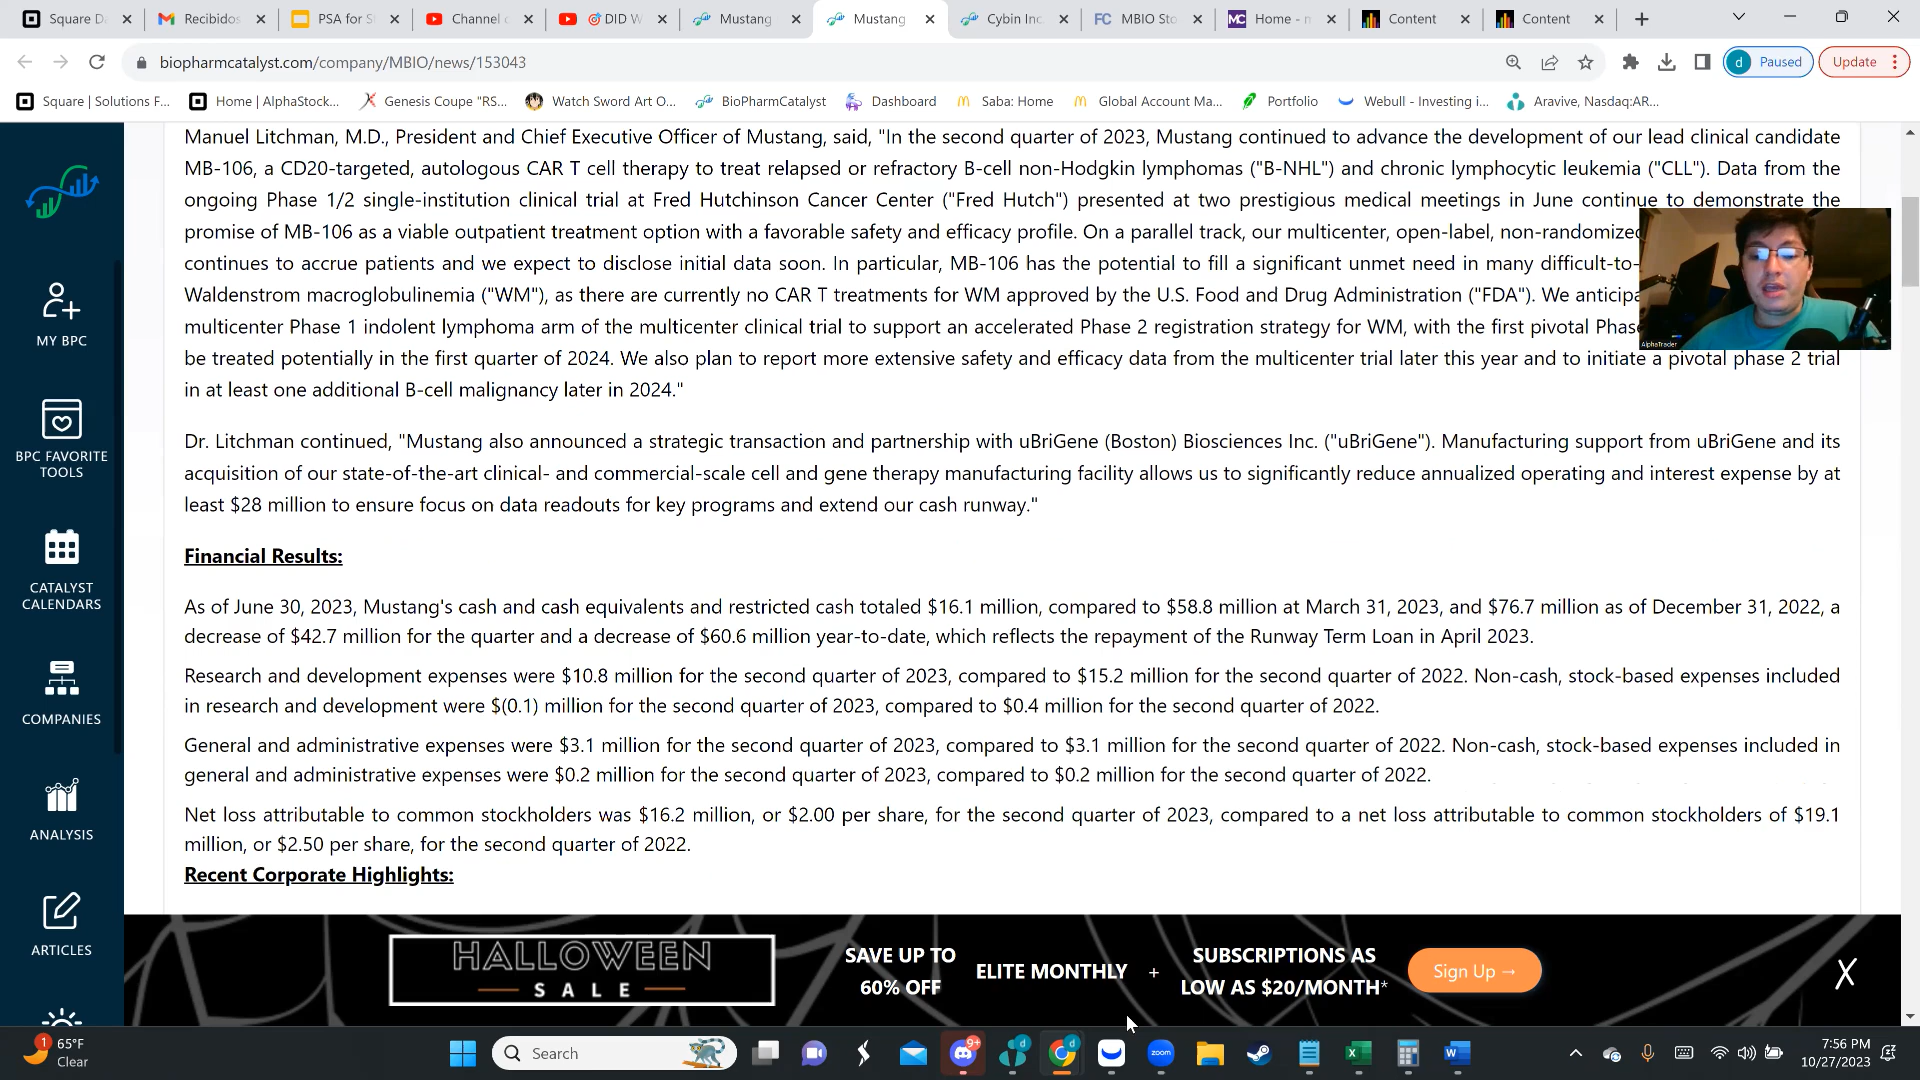 Square Da
Recibidos
PSA for S
Channel c
DID W
Mustang
Mustang
Cybin Inc
MBIO Sto
Home - m
Content
Content
biopharmcatalyst.com/company/MBIO/news/153043
d Paused
Update
Square | Solutions F...
Home | AlphaStock...
Genesis Coupe "RS...
Watch Sword Art O...
BioPharmCatalyst
Dashboard
Saba: Home
Global Account Ma...
Portfolio
Webull - Investing i...
Aravive, Nasdaq:AR...
MY BPC
BPC FAVORITE
TOOLS
CATALYST
CALENDARS
COMPANIES
ANALYSIS
ARTICLES
Manuel Litchman, M.D., President and Chief Executive Officer of Mustang, said, "In the second quarter of 2023, Mustang continued to advance the development of our lead clinical candidate
MB-106, a CD20-targeted, autologous CAR T cell therapy to treat relapsed or refractory B-cell non-Hodgkin lymphomas ("B-NHL") and chronic lymphocytic leukemia ("CLL"). Data from the
ongoing Phase 1/2 single-institution clinical trial at Fred Hutchinson Cancer Center ("Fred Hutch") presented at two prestigious medical meetings in June continue to demonstrate the
promise of MB-106 as a viable outpatient treatment option with a favorable safety and efficacy profile. On a parallel track, our multicenter, open-label, non-randomized
continues to accrue patients and we expect to disclose initial data soon. In particular, MB-106 has the potential to fill a significant unmet need in many difficult-to-
Waldenstrom macroglobulinemia ("WM"), as there are currently no CAR T treatments for WM approved by the U.S. Food and Drug Administration ("FDA"). We anticipa
multicenter Phase 1 indolent lymphoma arm of the multicenter clinical trial to support an accelerated Phase 2 registration strategy for WM, with the first pivotal Phas
be treated potentially in the first quarter of 2024. We also plan to report more extensive safety and efficacy data from the multicenter trial later this year and to initiate a pivotal phase 2 trial
in at least one additional B-cell malignancy later in 2024."
AlphaTrader
Dr. Litchman continued, "Mustang also announced a strategic transaction and partnership with uBriGene (Boston) Biosciences Inc. ("uBriGene"). Manufacturing support from uBriGene and its
acquisition of our state-of-the-art clinical- and commercial-scale cell and gene therapy manufacturing facility allows us to significantly reduce annualized operating and interest expense by at
least $28 million to ensure focus on data readouts for key programs and extend our cash runway."
Financial Results:
As of June 30, 2023, Mustang's cash and cash equivalents and restricted cash totaled $16.1 million, compared to $58.8 million at March 31, 2023, and $76.7 million as of December 31, 2022, a
decrease of $42.7 million for the quarter and a decrease of $60.6 million year-to-date, which reflects the repayment of the Runway Term Loan in April 2023.
Research and development expenses were $10.8 million for the second quarter of 2023, compared to $15.2 million for the second quarter of 2022. Non-cash, stock-based expenses included
in research and development were $(0.1) million for the second quarter of 2023, compared to $0.4 million for the second quarter of 2022.
General and administrative expenses were $3.1 million for the second quarter of 2023, compared to $3.1 million for the second quarter of 2022. Non-cash, stock-based expenses included in
general and administrative expenses were $0.2 million for the second quarter of 2023, compared to $0.2 million for the second quarter of 2022.
Net loss attributable to common stockholders was $16.2 million, or $2.00 per share, for the second quarter of 2023, compared to a net loss attributable to common stockholders of $19.1
million, or $2.50 per share, for the second quarter of 2022.
Recent Corporate Highlights:
HALLOWEEN
SALE
SAVE UP TO
60% OFF
ELITE MONTHLY
+
SUBSCRIPTIONS AS
LOW AS $20/MONTH*
Sign Up →
X
1
65°F
Clear
Search
9+
zoom
7:56 PM
10/27/2023